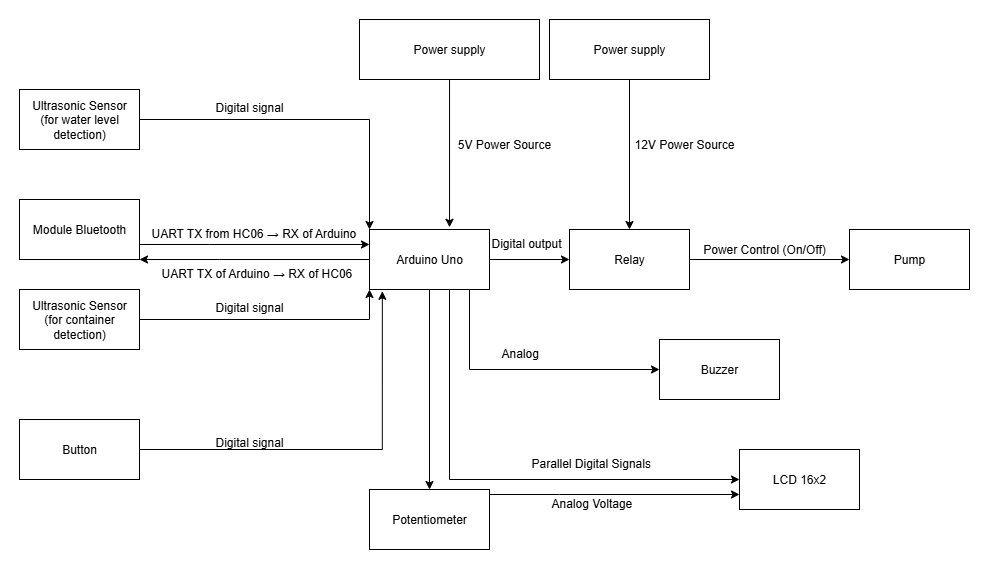 Power supply
Power supply
Ultrasonic Sensor
(for water level
detection)
Digital signal
5V Power Source
12V Power Source
Module Bluetooth
UART TX from HC06 → RX of Arduino
UART TX of Arduino → RX of HC06
Arduino Uno
Digital output
Relay
Power Control (On/Off)
Pump
Ultrasonic Sensor
(for container
detection)
Digital signal
Analog
Buzzer
Button
Digital signal
Parallel Digital Signals
LCD 16x2
Analog Voltage
Potentiometer